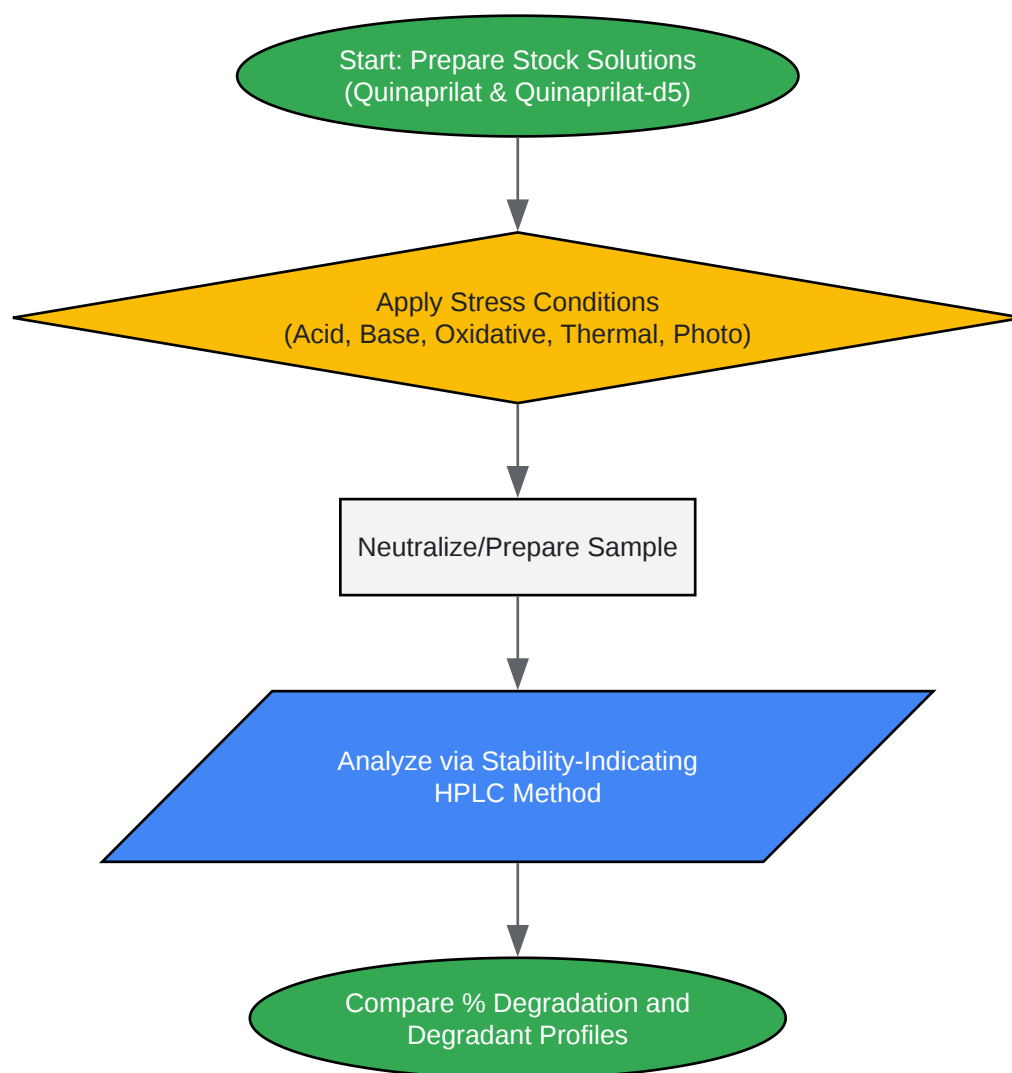 Start: Prepare Stock Solutions
(Quinaprilat & Quinaprilat-d5)
Apply Stress Conditions
(Acid, Base, Oxidative, Thermal, Photo)
Neutralize/Prepare Sample
Analyze via Stability-Indicating
HPLC Method
Compare % Degradation and
Degradant Profiles